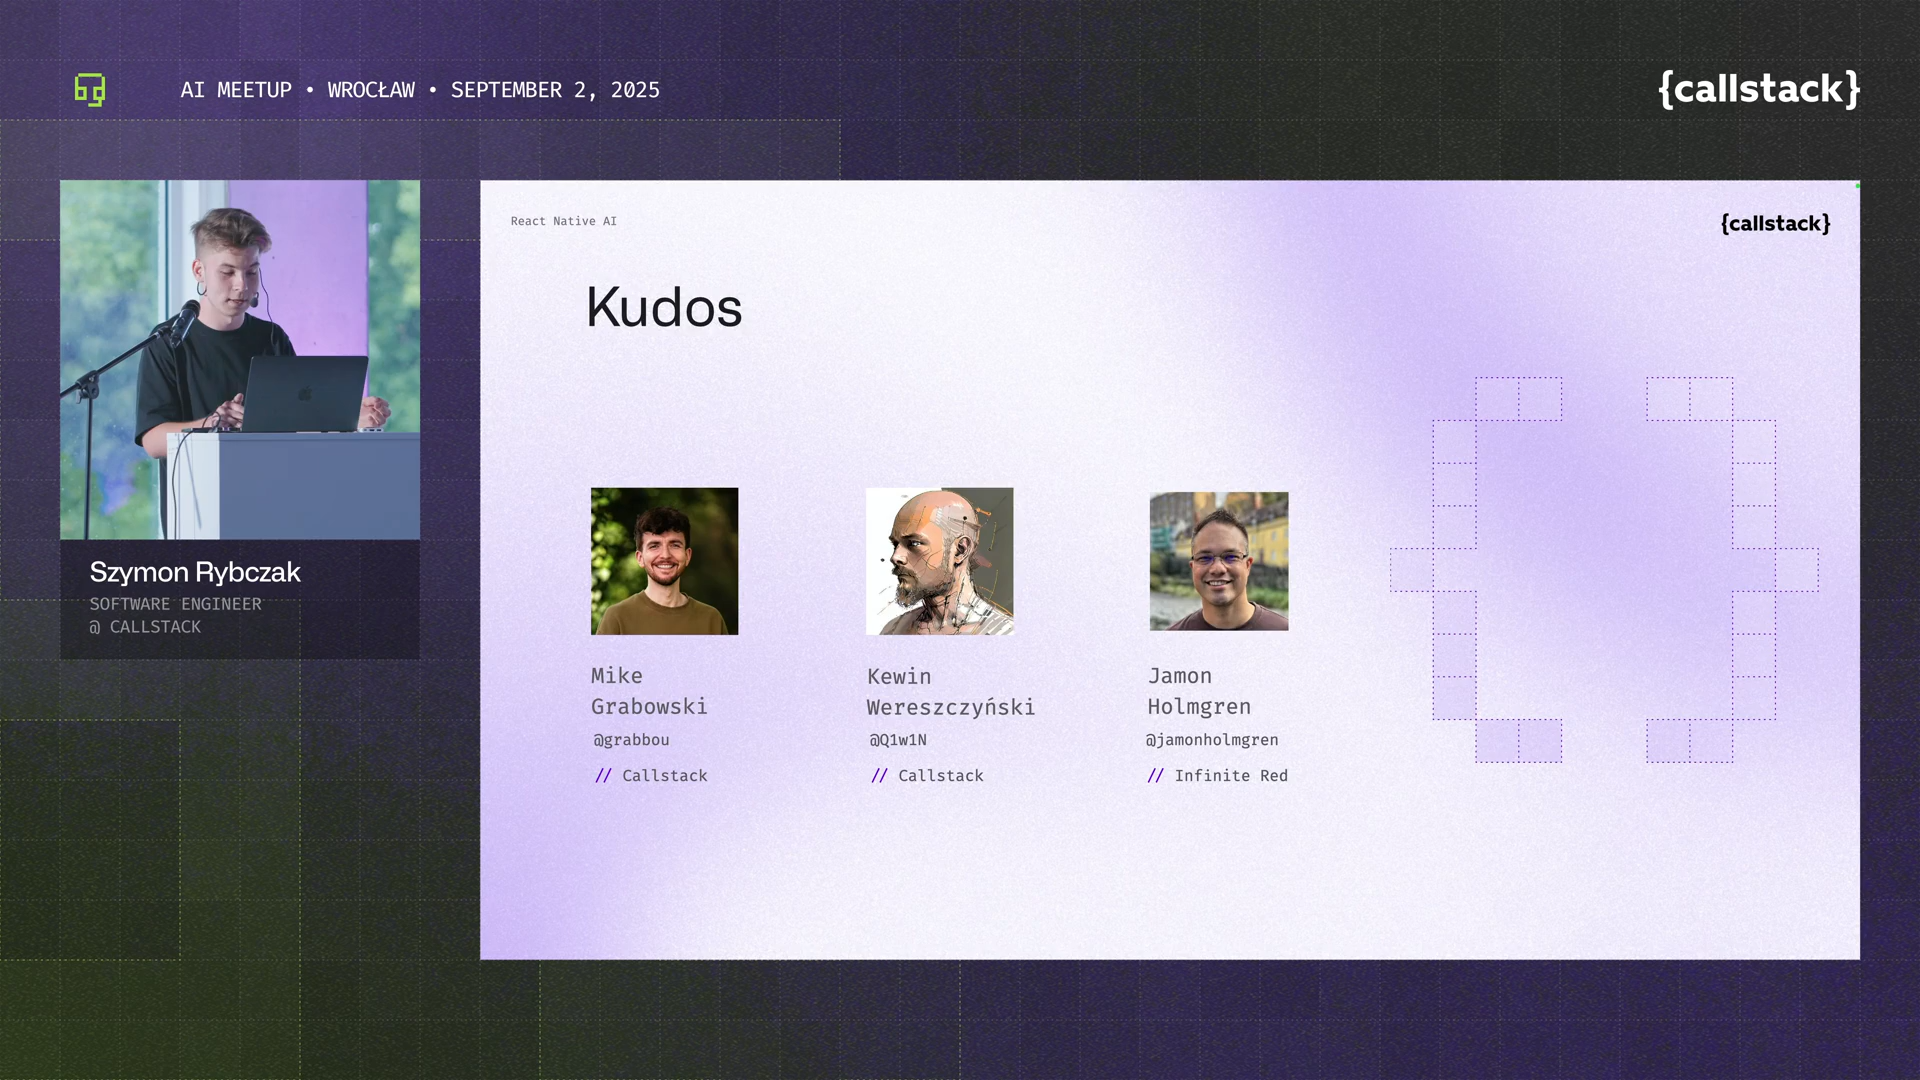 AI MEETUP • WROCŁAW • SEPTEMBER 2, 2025
{callstack}
React Native AI
{callstack}
Kudos
Szymon Rybczak
SOFTWARE ENGINEER
@ CALLSTACK
Mike
Grabowski
@grabbou
// Callstack
Kewin
Wereszczyński
@Q1w1N
// Callstack
Jamon
Holmgren
@jamonholmgren
// Infinite Red